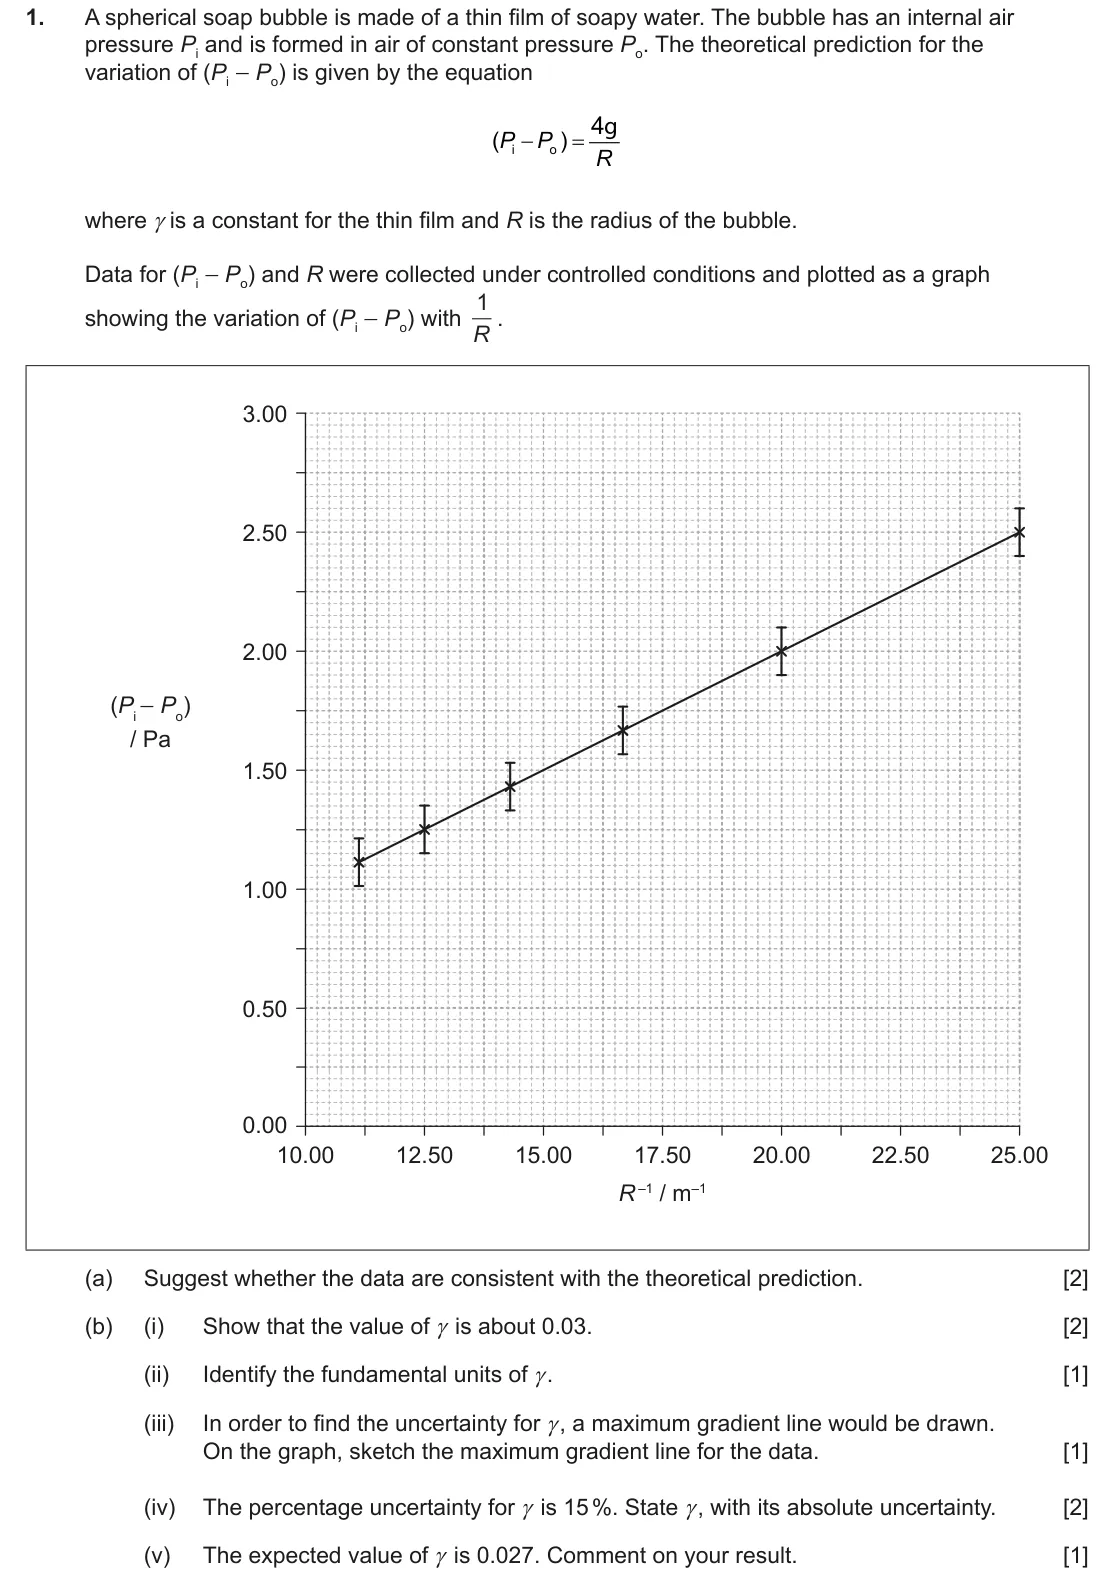 1. A spherical soap bubble is made of a thin film of soapy water. The bubble has an internal air
pressure Pᵢ and is formed in air of constant pressure Pₒ. The theoretical prediction for the
variation of (Pᵢ – Pₒ) is given by the equation
(Pᵢ – Pₒ) = 4g/R
where γ is a constant for the thin film and R is the radius of the bubble.
Data for (Pᵢ – Pₒ) and R were collected under controlled conditions and plotted as a graph
showing the variation of (Pᵢ – Pₒ) with 1/R.
3.00
2.50
2.00
(Pᵢ – Pₒ)
/ Pa
1.50
1.00
0.50
0.00
10.00 12.50 15.00 17.50 20.00 22.50 25.00
R⁻¹ / m⁻¹
(a) Suggest whether the data are consistent with the theoretical prediction. [2]
(b) (i) Show that the value of γ is about 0.03. [2]
(ii) Identify the fundamental units of γ. [1]
(iii) In order to find the uncertainty for γ, a maximum gradient line would be drawn.
On the graph, sketch the maximum gradient line for the data. [1]
(iv) The percentage uncertainty for γ is 15%. State γ, with its absolute uncertainty. [2]
(v) The expected value of γ is 0.027. Comment on your result. [1]